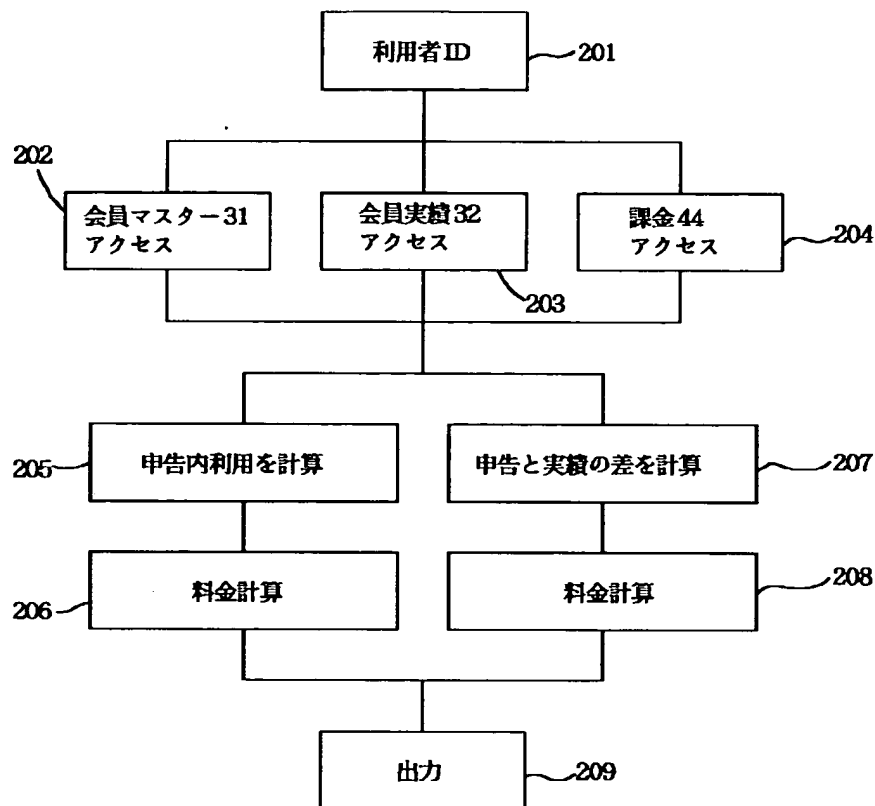 利用者ID
201
202
会員マスター31
アクセス
会員実績32
アクセス
203
課金44
アクセス
204
205
申告内利用を計算
申告と実績の差を計算
207
206
料金計算
料金計算
208
出力
209